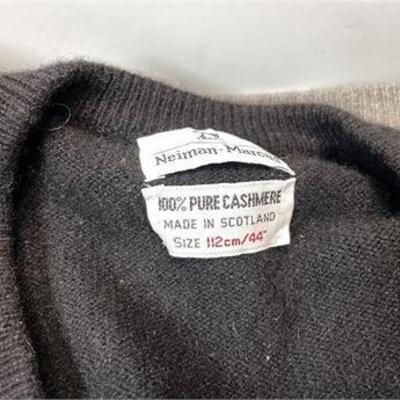 Neiman-Marcus
100% PURE CASHMERE
MADE IN SCOTLAND
SIZE 112cm/44"